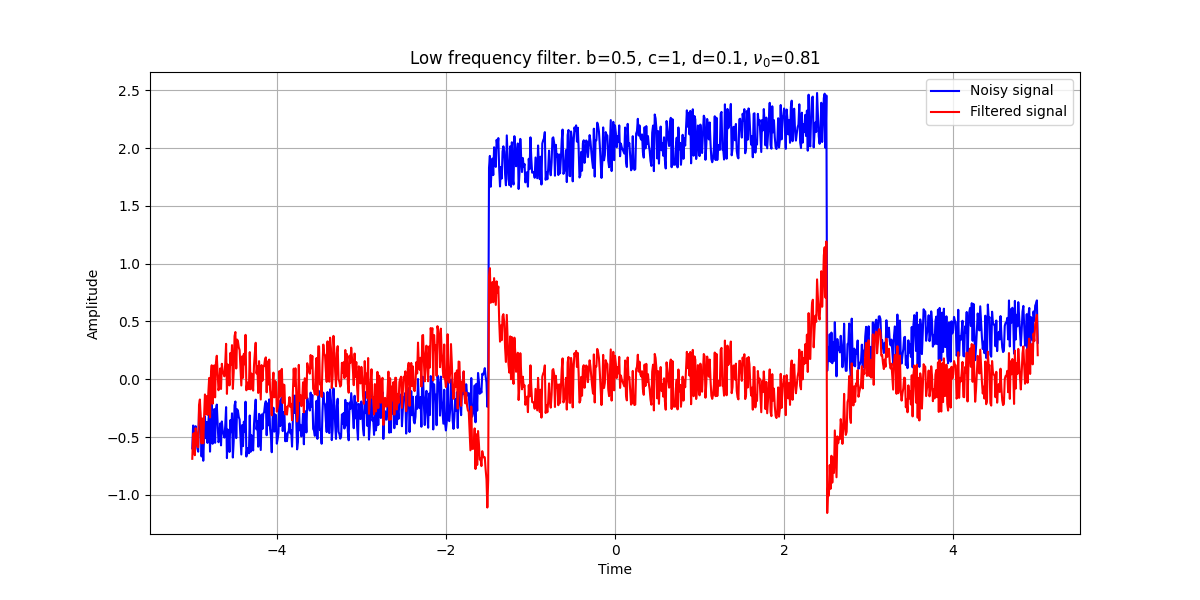 Low frequency filter. b=0.5, c=1, d=0.1, ν₀=0.81
Noisy signal
Filtered signal
Amplitude
2.5
2.0
1.5
1.0
0.5
0.0
−0.5
−1.0
−4
−2
0
2
4
Time